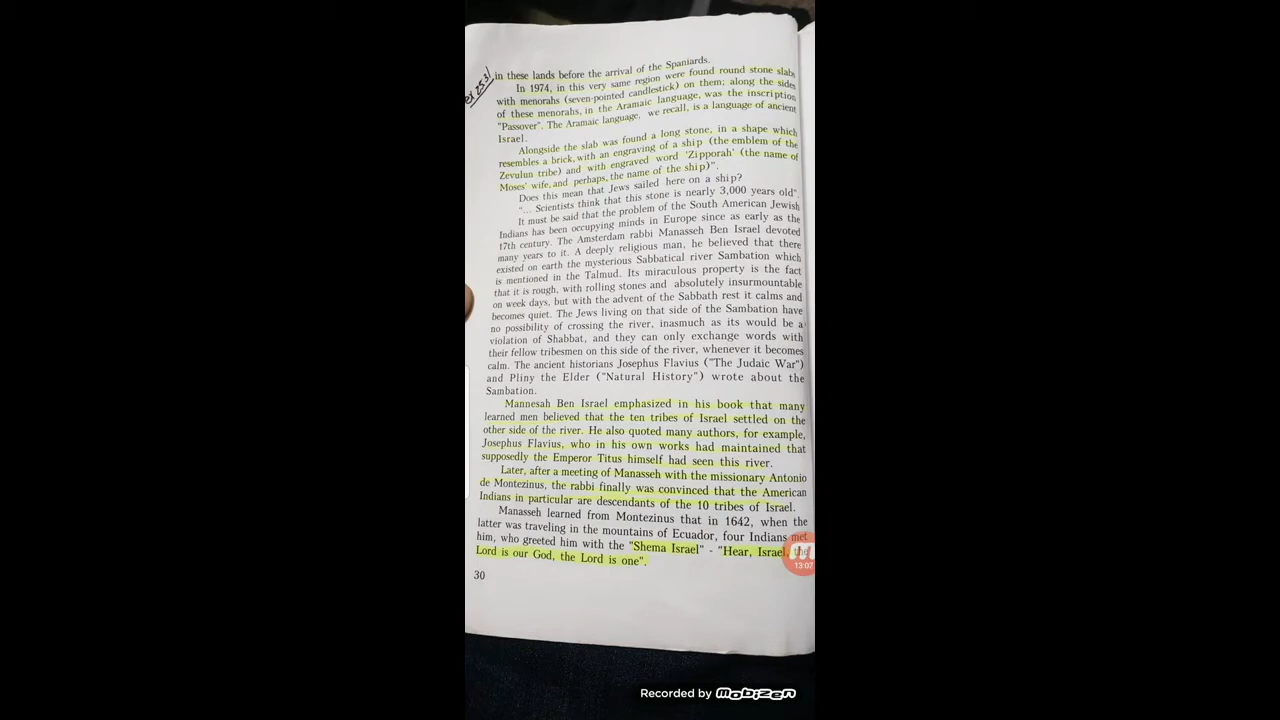 ex 25:31
in these lands before the arrival of the Spaniards.
In 1974, in this very same region were found round stone slabs
with menorahs (seven-pointed candlestick) on them; along the sides
of these menorahs, in the Aramaic language, was the inscription
"Passover". The Aramaic language, we recall, is a language of ancient
Israel.
Alongside the slab was found a long stone, in a shape which
resembles a brick, with an engraving of a ship (the emblem of the
Zevulun tribe) and with engraved word 'Zipporah' (the name of
Moses' wife, and perhaps, the name of the ship)".
Does this mean that Jews sailed here on a ship?
"... Scientists think that this stone is nearly 3,000 years old".
It must be said that the problem of the South American Jewish
Indians has been occupying minds in Europe since as early as the
17th century. The Amsterdam rabbi Manasseh Ben Israel devoted
many years to it. A deeply religious man, he believed that there
existed on earth the mysterious Sabbatical river Sambation which
is mentioned in the Talmud. Its miraculous property is the fact
that it is rough, with rolling stones and absolutely insurmountable
on week days, but with the advent of the Sabbath rest it calms and
becomes quiet. The Jews living on that side of the Sambation have
no possibility of crossing the river, inasmuch as its would be a
violation of Shabbat, and they can only exchange words with
their fellow tribesmen on this side of the river, whenever it becomes
calm. The ancient historians Josephus Flavius ("The Judaic War")
and Pliny the Elder ("Natural History") wrote about the
Sambation.
Mannesah Ben Israel emphasized in his book that many
learned men believed that the ten tribes of Israel settled on the
other side of the river. He also quoted many authors, for example,
Josephus Flavius, who in his own works had maintained that
supposedly the Emperor Titus himself had seen this river.
Later, after a meeting of Manasseh with the missionary Antonio
de Montezinus, the rabbi finally was convinced that the American
Indians in particular are descendants of the 10 tribes of Israel.
Manasseh learned from Montezinus that in 1642, when the
latter was traveling in the mountains of Ecuador, four Indians met
him, who greeted him with the "Shema Israel" - "Hear, Israel, the
Lord is our God, the Lord is one".
30
13:07
Recorded by MOBIZEN